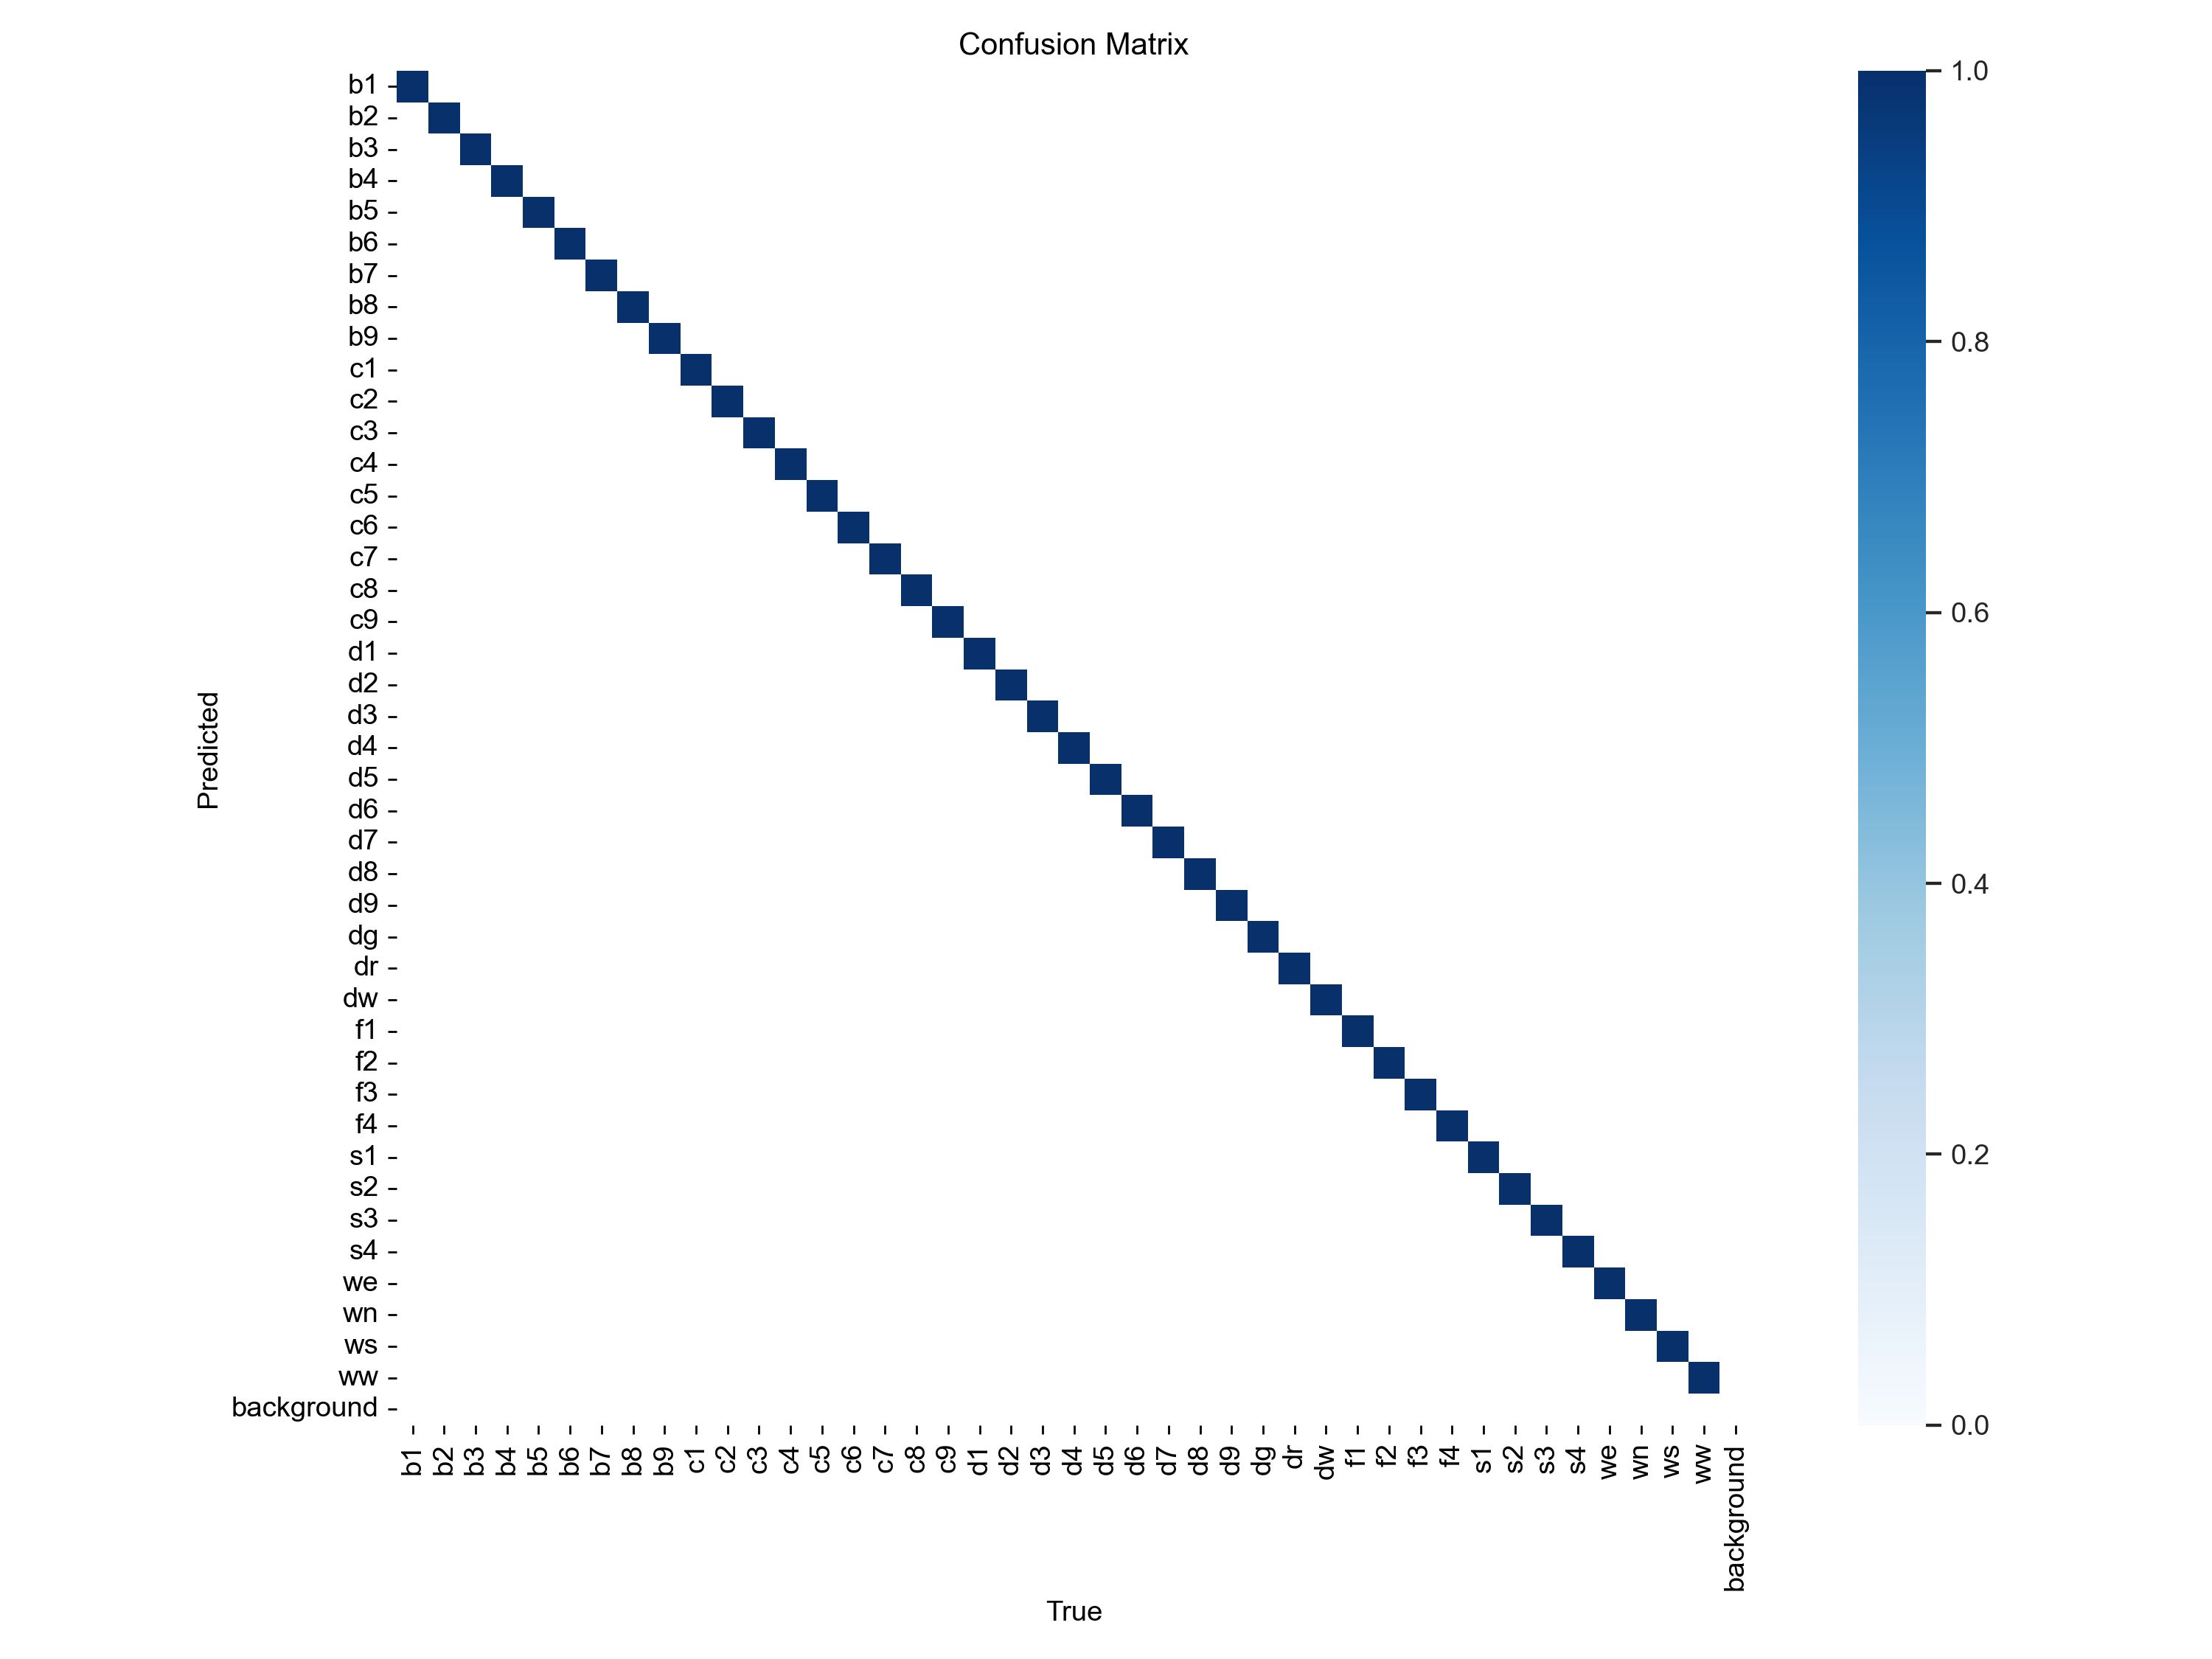 Confusion Matrix
b1
b2
b3
b4
b5
b6
b7
b8
b9
c1
c2
c3
c4
c5
c6
c7
c8
c9
d1
d2
d3
d4
d5
d6
d7
d8
d9
dg
dr
dw
f1
f2
f3
f4
s1
s2
s3
s4
we
wn
ws
ww
background
Predicted
b1 b2 b3 b4 b5 b6 b7 b8 b9 c1 c2 c3 c4 c5 c6 c7 c8 c9 d1 d2 d3 d4 d5 d6 d7 d8 d9 dg dr dw f1 f2 f3 f4 s1 s2 s3 s4 we wn ws ww background
True
1.0
0.8
0.6
0.4
0.2
0.0